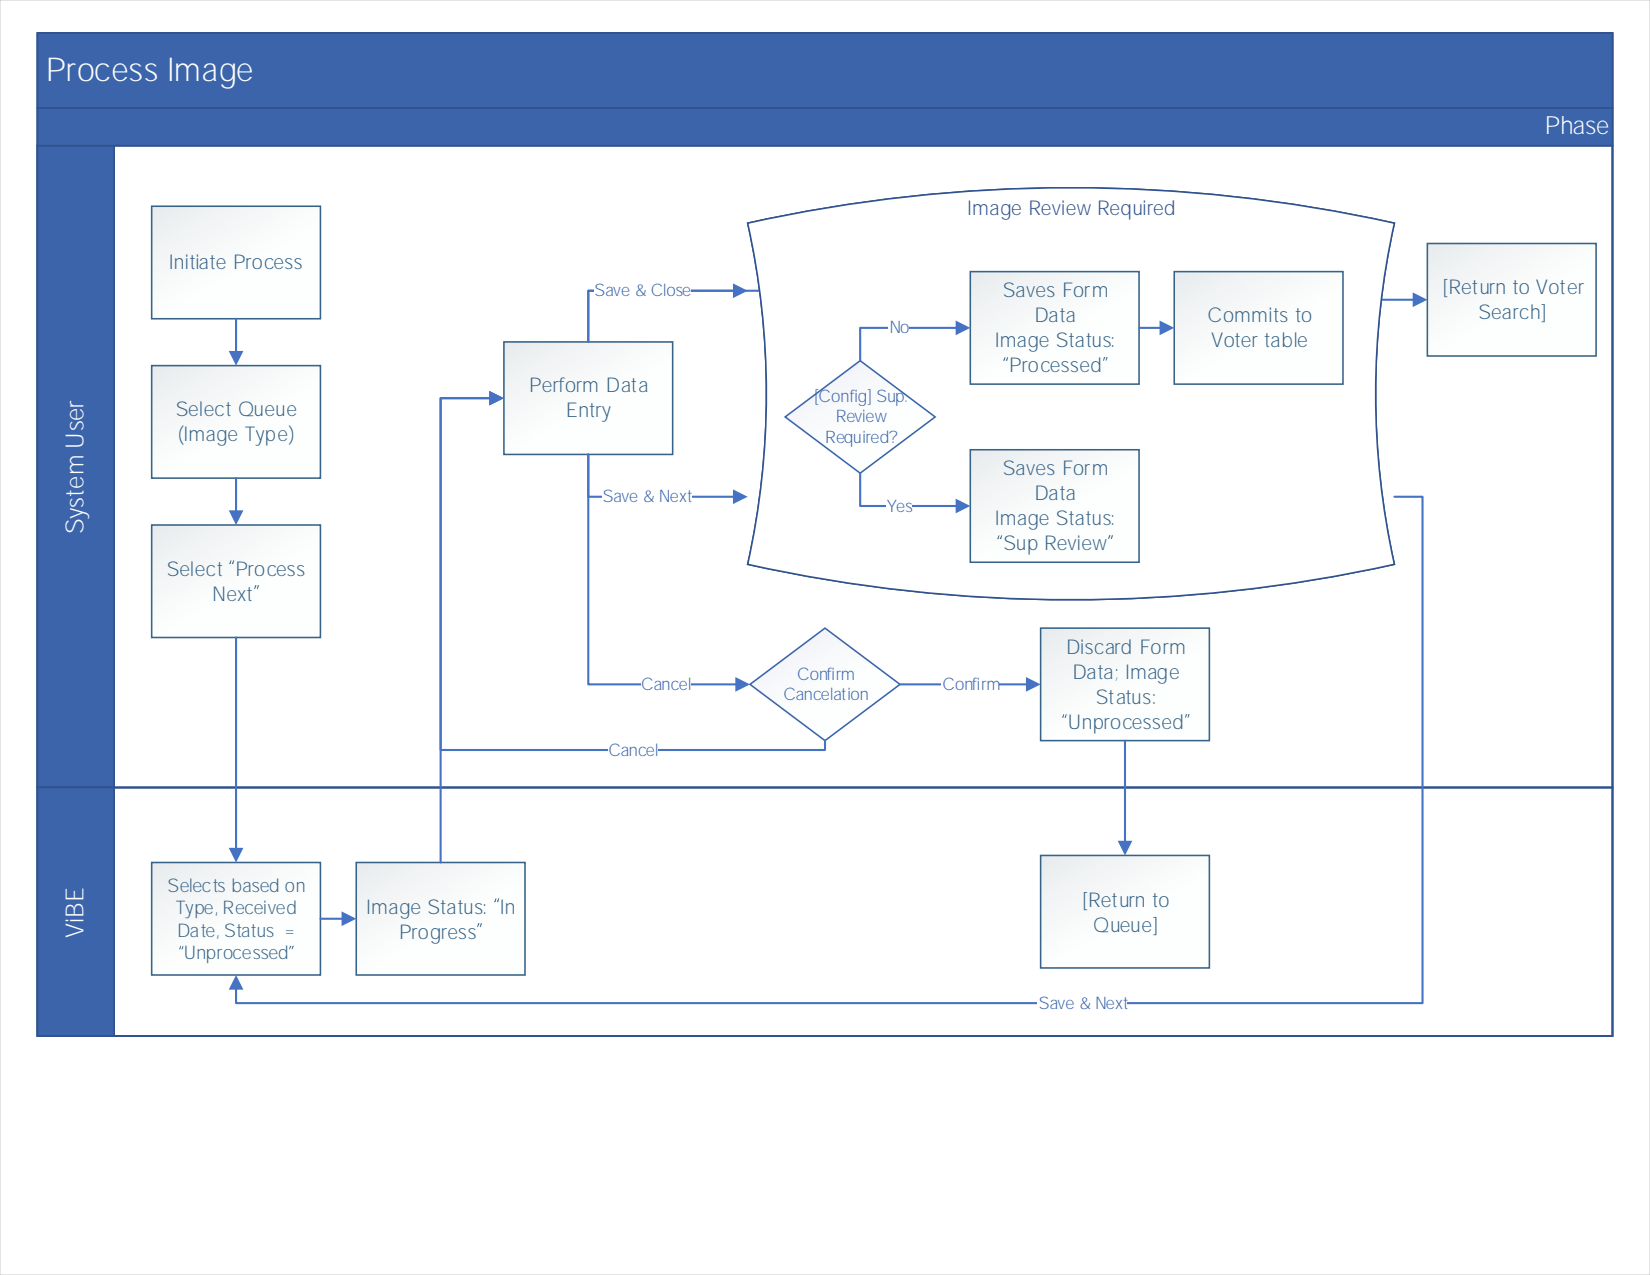 Process Image
Phase
System User
Initiate Process
Select Queue
(Image Type)
Select “Process
Next”
Perform Data
Entry
Save & Close
Save & Next
Cancel
Image Review Required
[Config] Sup.
Review
Required?
No
Yes
Saves Form
Data
Image Status:
“Processed”
Commits to
Voter table
Saves Form
Data
Image Status:
“Sup Review”
[Return to Voter
Search]
Confirm
Cancelation
Confirm
Cancel
Discard Form
Data; Image
Status:
“Unprocessed”
ViBE
Selects based on
Type, Received
Date, Status =
“Unprocessed”
Image Status: “In
Progress”
[Return to
Queue]
Save & Next